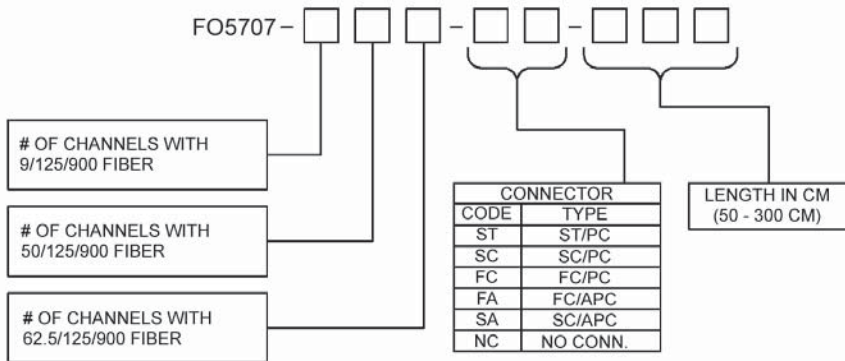 FO5707 – □ □ □ – □ □ – □ □ □
# OF CHANNELS WITH
9/125/900 FIBER
# OF CHANNELS WITH
50/125/900 FIBER
# OF CHANNELS WITH
62.5/125/900 FIBER
CONNECTOR
CODE TYPE
ST ST/PC
SC SC/PC
FC FC/PC
FA FC/APC
SA SC/APC
NC NO CONN.
LENGTH IN CM
(50 - 300 CM)